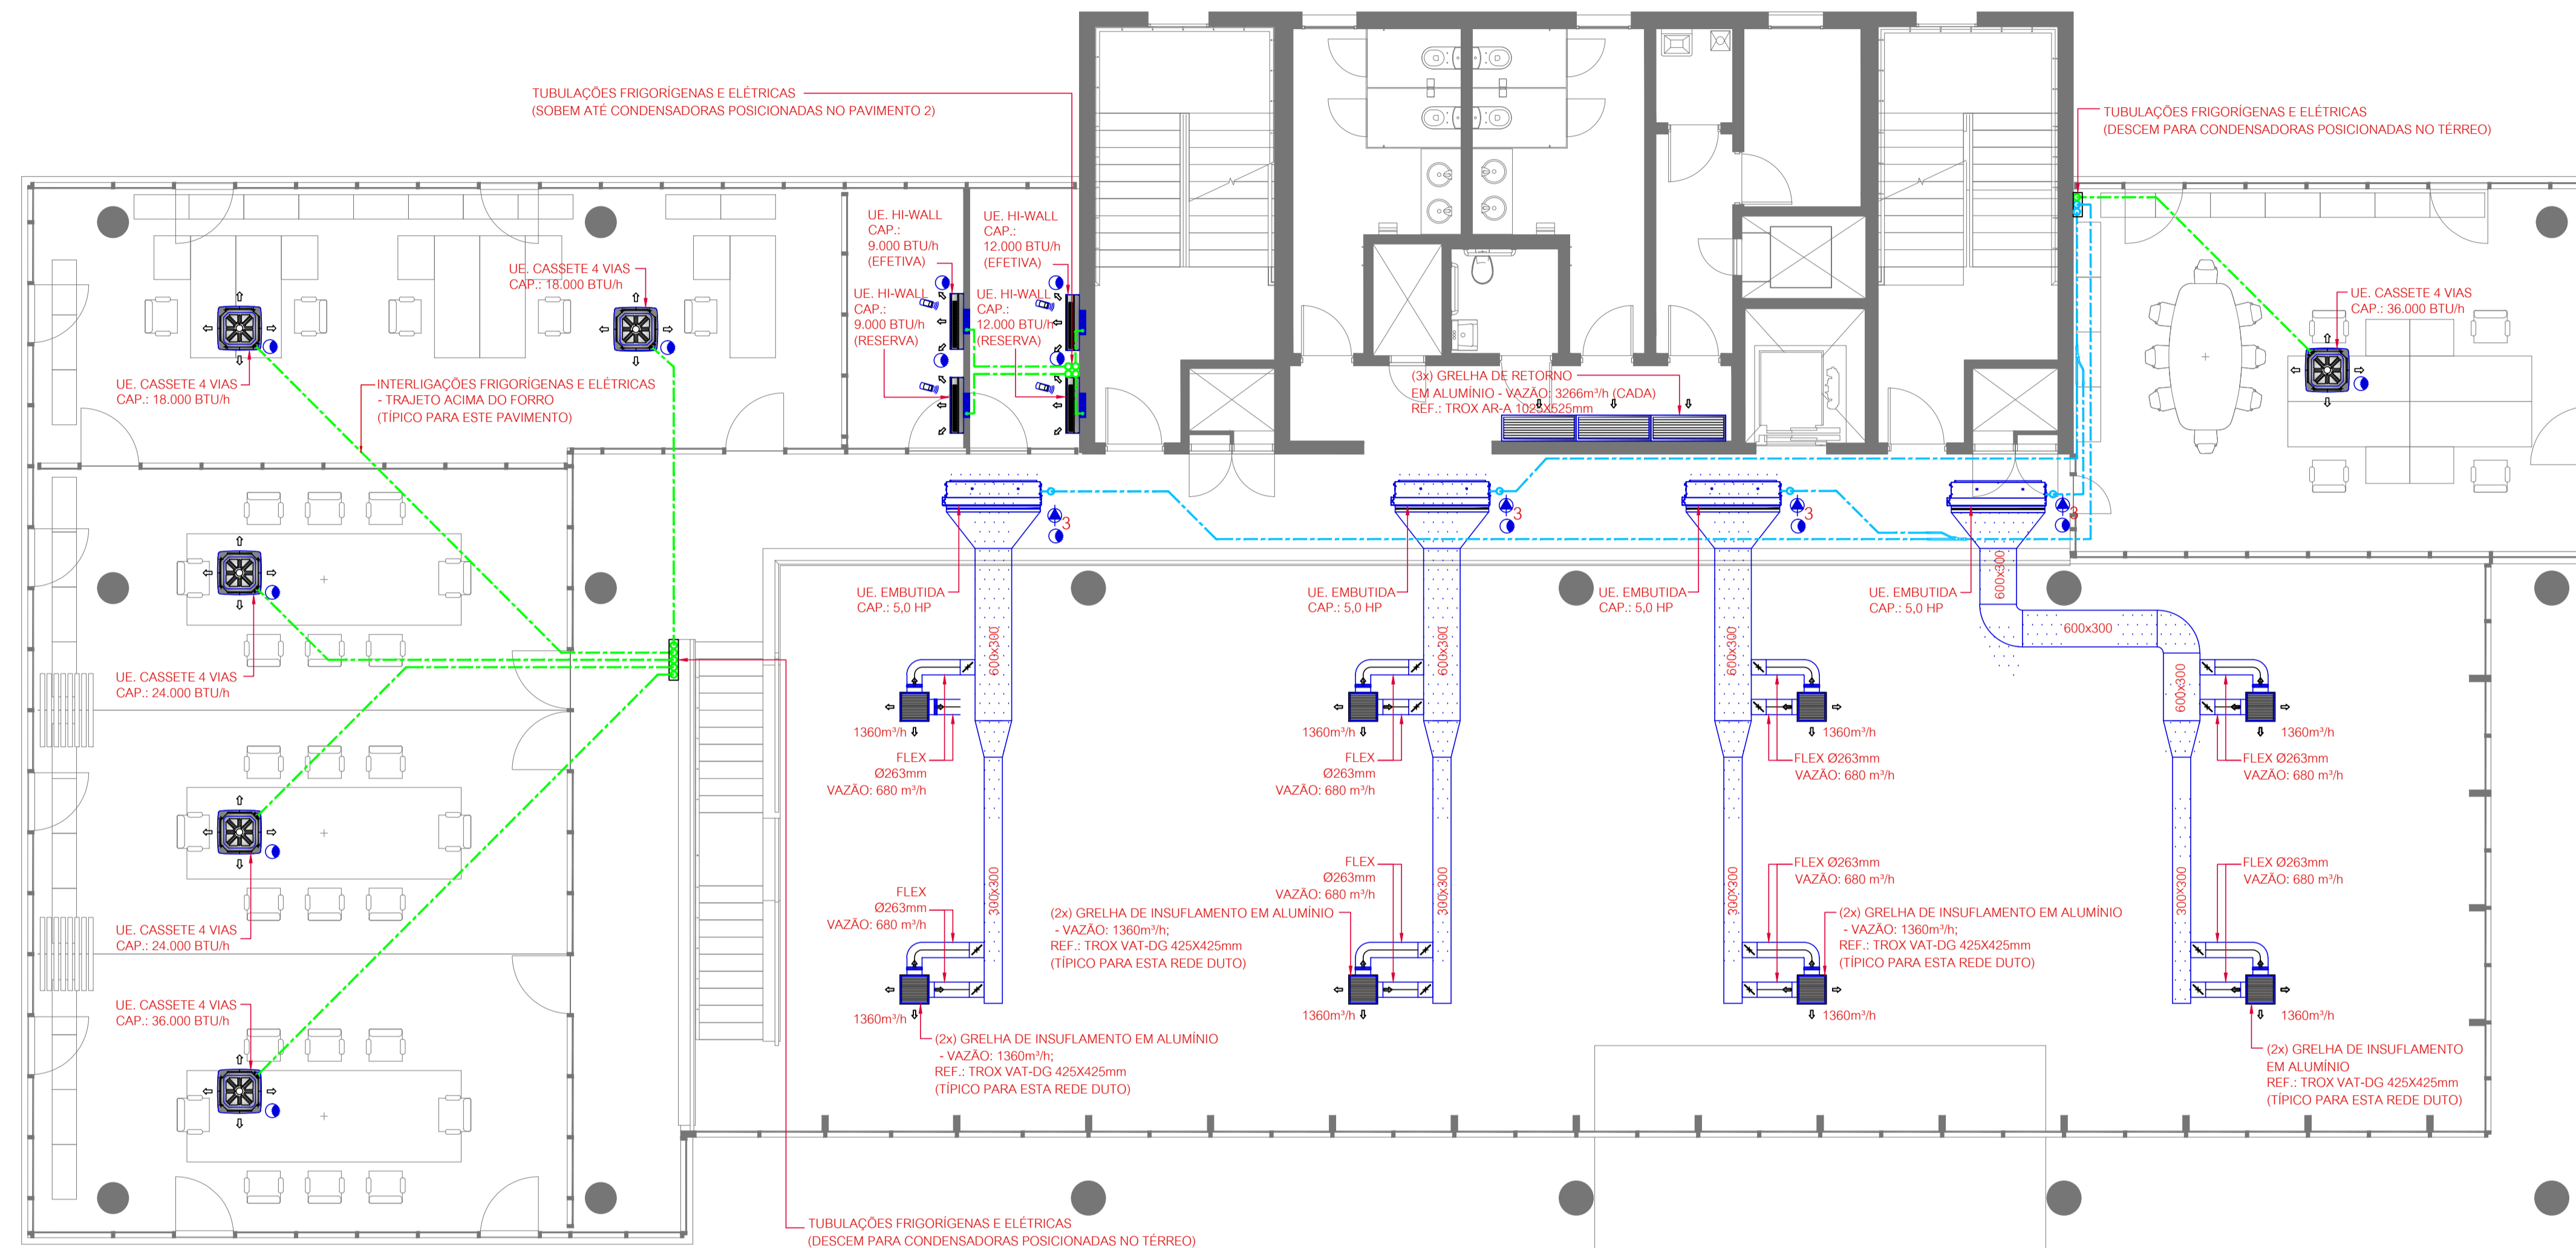 TUBULAÇÕES FRIGORÍGENAS E ELÉTRICAS
(SOBEM ATÉ CONDENSADORAS POSICIONADAS NO PAVIMENTO 2)
TUBULAÇÕES FRIGORÍGENAS E ELÉTRICAS
(DESCEM PARA CONDENSADORAS POSICIONADAS NO TÉRREO)
UE. HI-WALL
CAP.:
9.000 BTU/h
(EFETIVA)
UE. HI-WALL
CAP.:
12.000 BTU/h
(EFETIVA)
UE. CASSETE 4 VIAS
CAP.: 18.000 BTU/h
UE. HI-WALL
CAP.:
9.000 BTU/h
(RESERVA)
UE. HI-WALL
CAP.:
12.000 BTU/h
(RESERVA)
UE. CASSETE 4 VIAS
CAP.: 36.000 BTU/h
UE. CASSETE 4 VIAS
CAP.: 18.000 BTU/h
INTERLIGAÇÕES FRIGORÍGENAS E ELÉTRICAS
- TRAJETO ACIMA DO FORRO
(TÍPICO PARA ESTE PAVIMENTO)
(3x) GRELHA DE RETORNO
EM ALUMÍNIO - VAZÃO: 3266m³/h (CADA)
REF.: TROX AR-A 1025X525mm
3
3
3
3
UE. EMBUTIDA
CAP.: 5,0 HP
UE. EMBUTIDA
CAP.: 5,0 HP
UE. EMBUTIDA
CAP.: 5,0 HP
UE. EMBUTIDA
CAP.: 5,0 HP
600x300
600x300
600x300
600x300
600x300
600x300
UE. CASSETE 4 VIAS
CAP.: 24.000 BTU/h
1360m³/h
1360m³/h
1360m³/h
1360m³/h
FLEX
Ø263mm
VAZÃO: 680 m³/h
FLEX
Ø263mm
VAZÃO: 680 m³/h
FLEX Ø263mm
VAZÃO: 680 m³/h
FLEX Ø263mm
VAZÃO: 680 m³/h
UE. CASSETE 4 VIAS
CAP.: 24.000 BTU/h
FLEX
Ø263mm
VAZÃO: 680 m³/h
FLEX
Ø263mm
VAZÃO: 680 m³/h
FLEX Ø263mm
VAZÃO: 680 m³/h
FLEX Ø263mm
VAZÃO: 680 m³/h
300x300
300x300
300x300
300x300
(2x) GRELHA DE INSUFLAMENTO EM ALUMÍNIO
- VAZÃO: 1360m³/h;
REF.: TROX VAT-DG 425X425mm
(TÍPICO PARA ESTA REDE DUTO)
(2x) GRELHA DE INSUFLAMENTO EM ALUMÍNIO
- VAZÃO: 1360m³/h;
REF.: TROX VAT-DG 425X425mm
(TÍPICO PARA ESTA REDE DUTO)
UE. CASSETE 4 VIAS
CAP.: 36.000 BTU/h
1360m³/h
1360m³/h
1360m³/h
1360m³/h
(2x) GRELHA DE INSUFLAMENTO EM ALUMÍNIO
- VAZÃO: 1360m³/h;
REF.: TROX VAT-DG 425X425mm
(TÍPICO PARA ESTA REDE DUTO)
(2x) GRELHA DE INSUFLAMENTO
EM ALUMÍNIO
REF.: TROX VAT-DG 425X425mm
(TÍPICO PARA ESTA REDE DUTO)
TUBULAÇÕES FRIGORÍGENAS E ELÉTRICAS
(DESCEM PARA CONDENSADORAS POSICIONADAS NO TÉRREO)